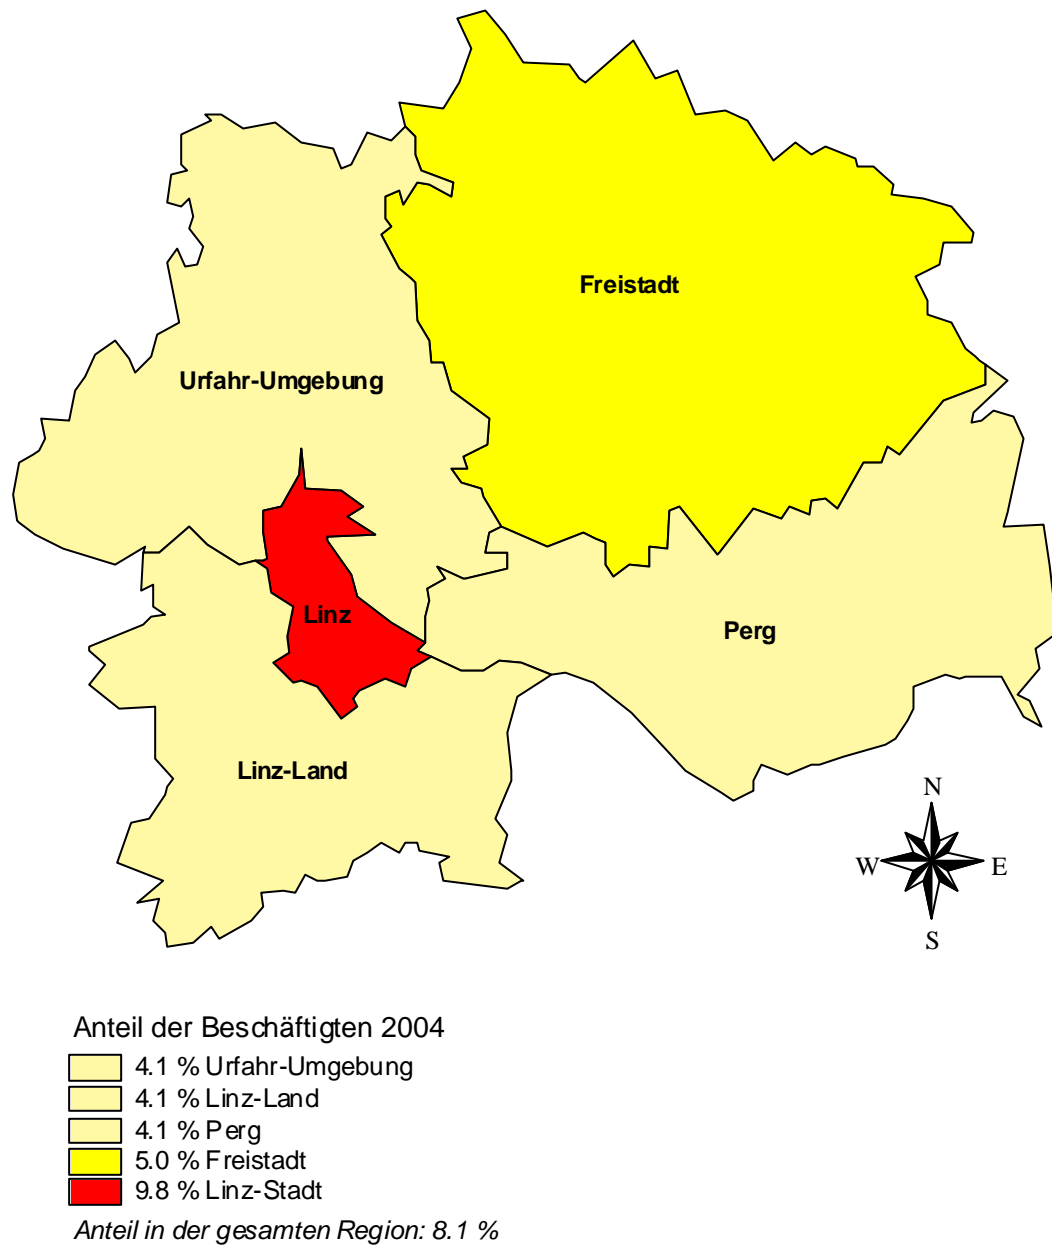 Freistadt
Urfahr-Umgebung
Linz
Perg
Linz-Land
N
W E
S
Anteil der Beschäftigten 2004
4.1 % Urfahr-Umgebung
4.1 % Linz-Land
4.1 % Perg
5.0 % Freistadt
9.8 % Linz-Stadt
Anteil in der gesamten Region: 8.1 %